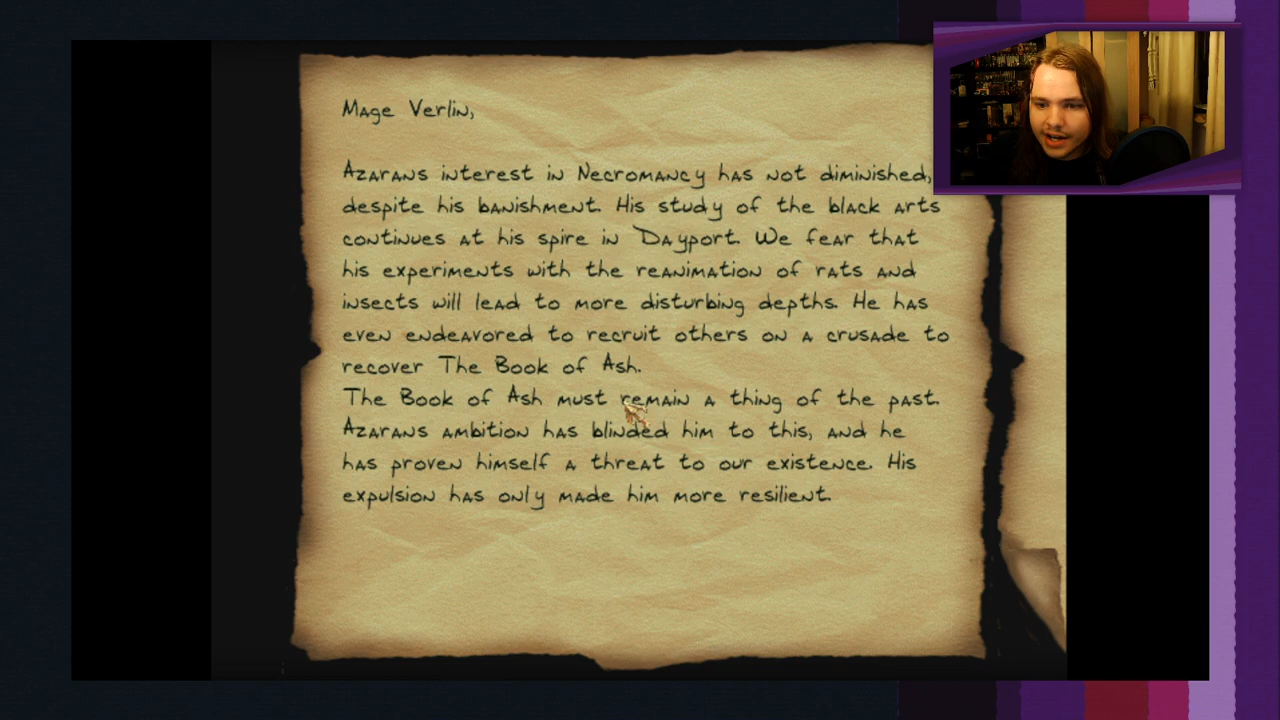 Mage Verlin,
Azarans interest in Necromancy has not diminished,
despite his banishment. His study of the black arts
continues at his spire in Dayport. We fear that
his experiments with the reanimation of rats and
insects will lead to more disturbing depths. He has
even endeavored to recruit others on a crusade to
recover The Book of Ash.
The Book of Ash must remain a thing of the past.
Azarans ambition has blinded him to this, and he
has proven himself a threat to our existence. His
expulsion has only made him more resilient.